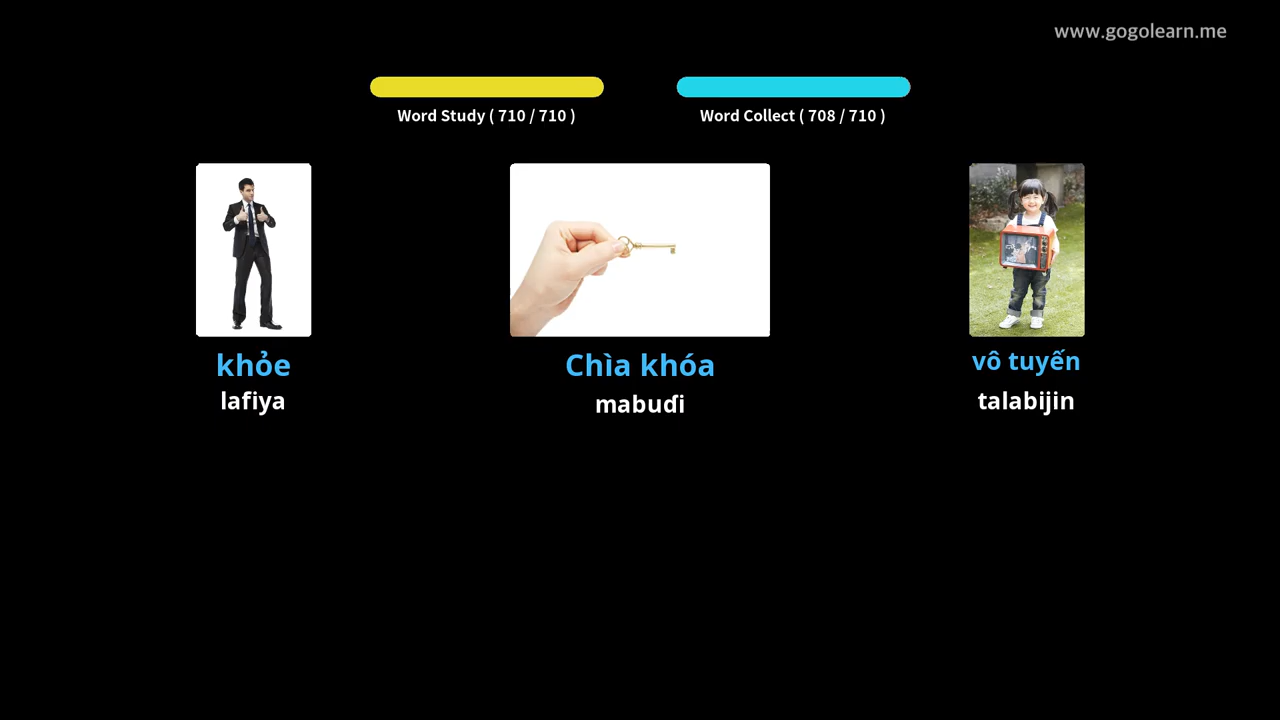 www.gogolearn.me
Word Study ( 710 / 710 )
Word Collect ( 708 / 710 )
khỏe
lafiya
Chìa khóa
mabuɗi
vô tuyến
talabijin